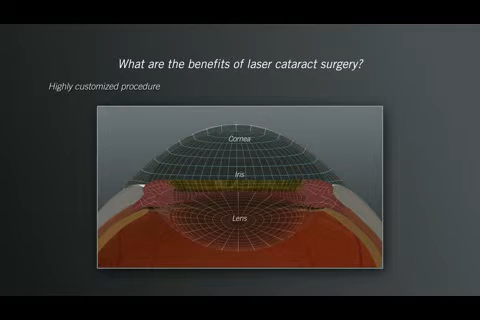 What are the benefits of laser cataract surgery?
Highly customized procedure
Cornea
Iris
Lens